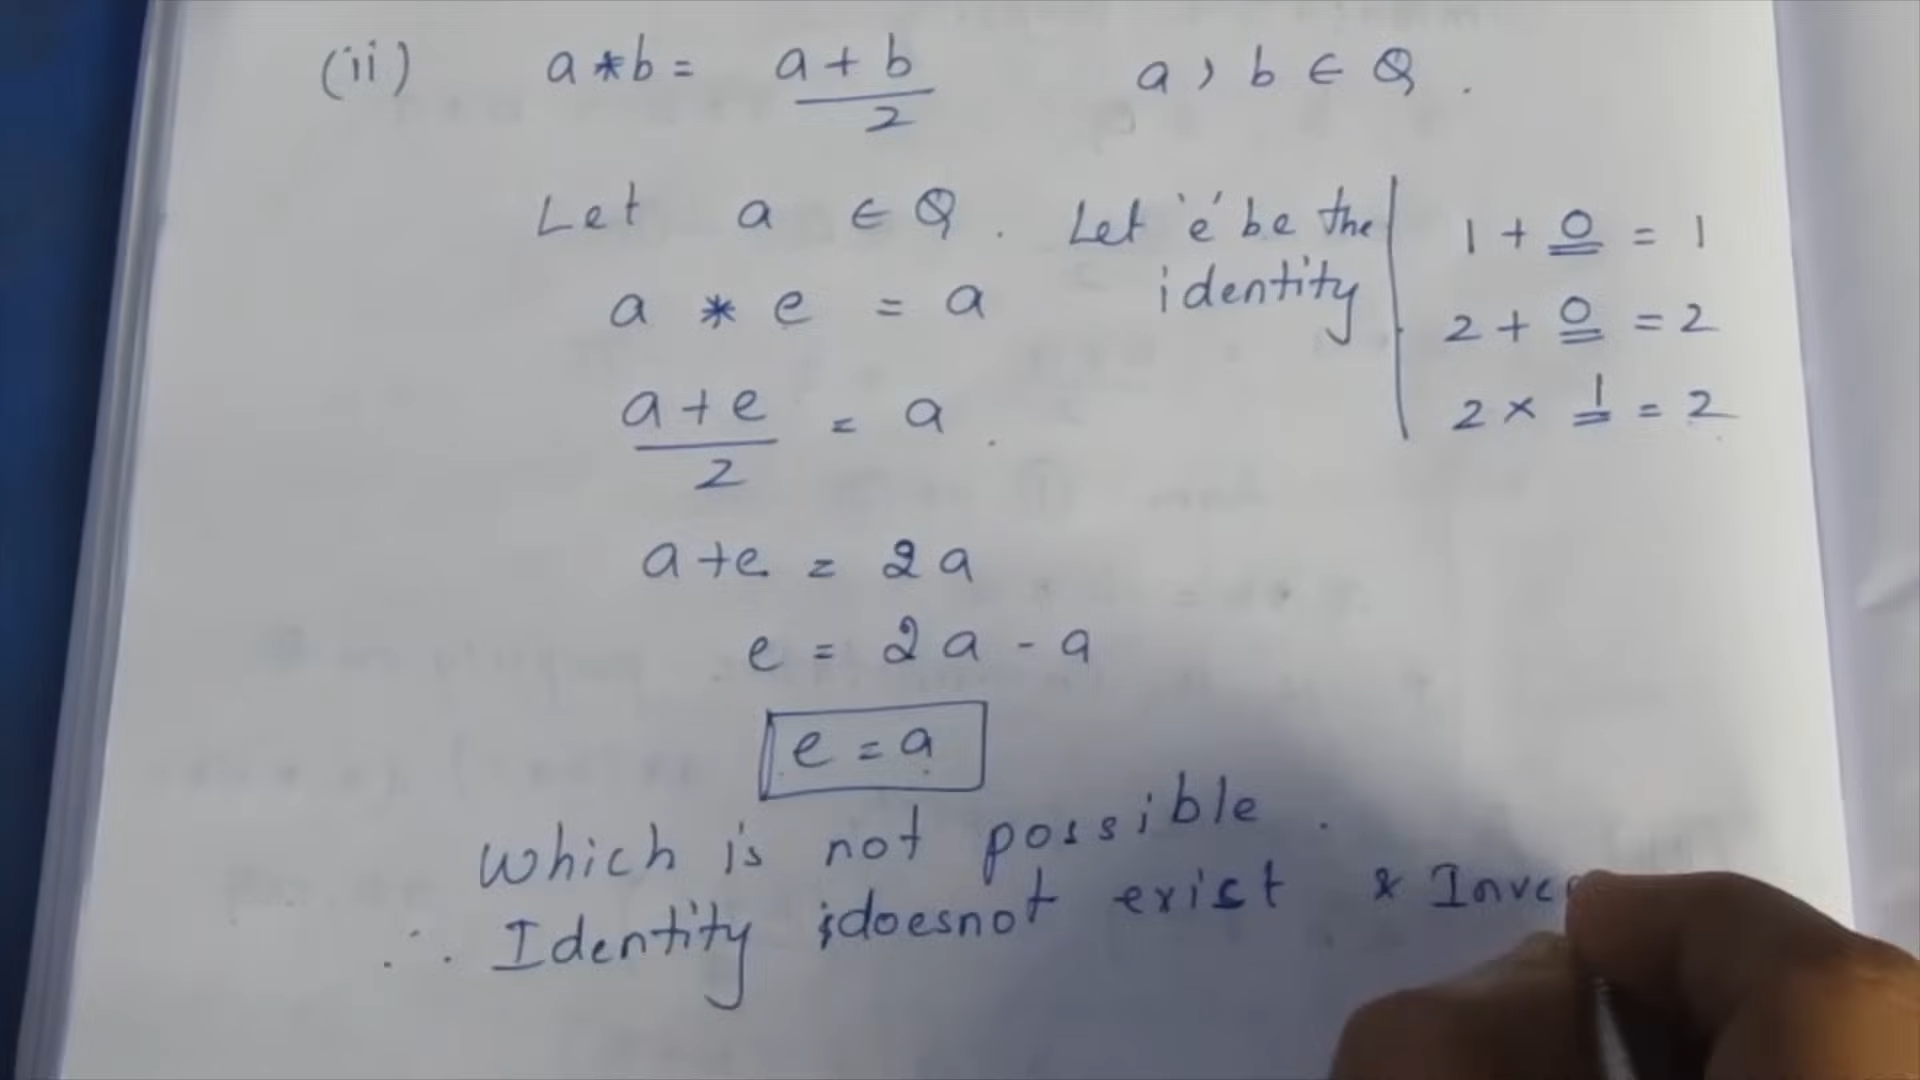 (ii) a * b = a + b / 2 a, b ∈ Q.
Let a ∈ Q. Let 'e' be the identity
a * e = a
a + e / 2 = a.
a + e = 2a
e = 2a - a
e = a
which is not possible.
∴ Identity doesnot exist &
1 + 0 = 1
2 + 0 = 2
2 × 1 = 2